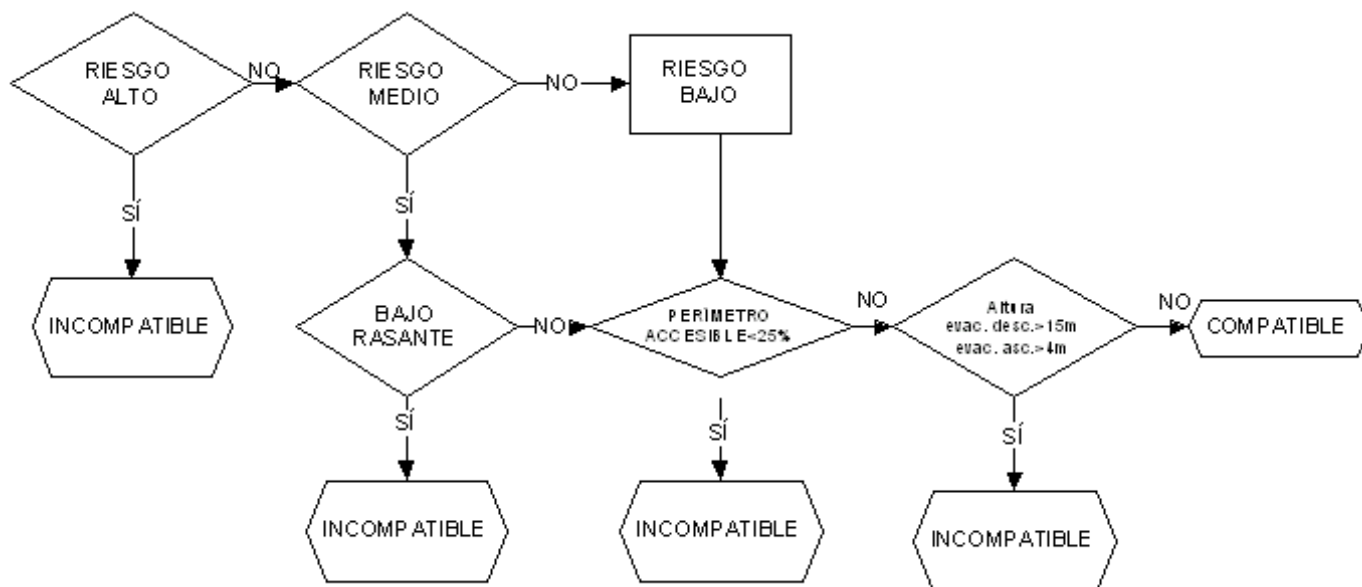 RIESGO
ALTO
NO
RIESGO
MEDIO
NO
RIESGO
BAJO
SÍ
SÍ
INCOMPATIBLE
BAJO
RASANTE
NO
PERÍMETRO
ACCESIBLE<25%
NO
Altura
evac. desc.>15m
evac. asc.>4m
NO
COMPATIBLE
SÍ
SÍ
SÍ
INCOMPATIBLE
INCOMPATIBLE
INCOMPATIBLE